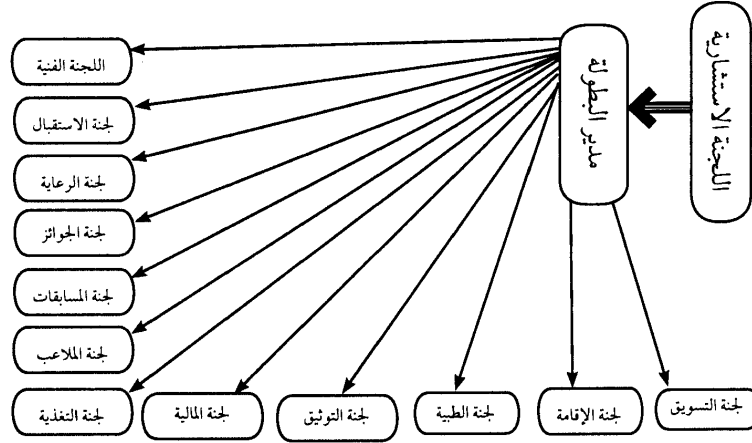 اللجنة الاستشارية
مدير البطولة
اللجنة الفنية
لجنة الاستقبال
لجنة الرعاية
لجنة الجوائز
لجنة المسابقات
لجنة الملاعب
لجنة التغذية
لجنة المالية
لجنة التوثيق
لجنة الطبية
لجنة الإقامة
لجنة التسويق